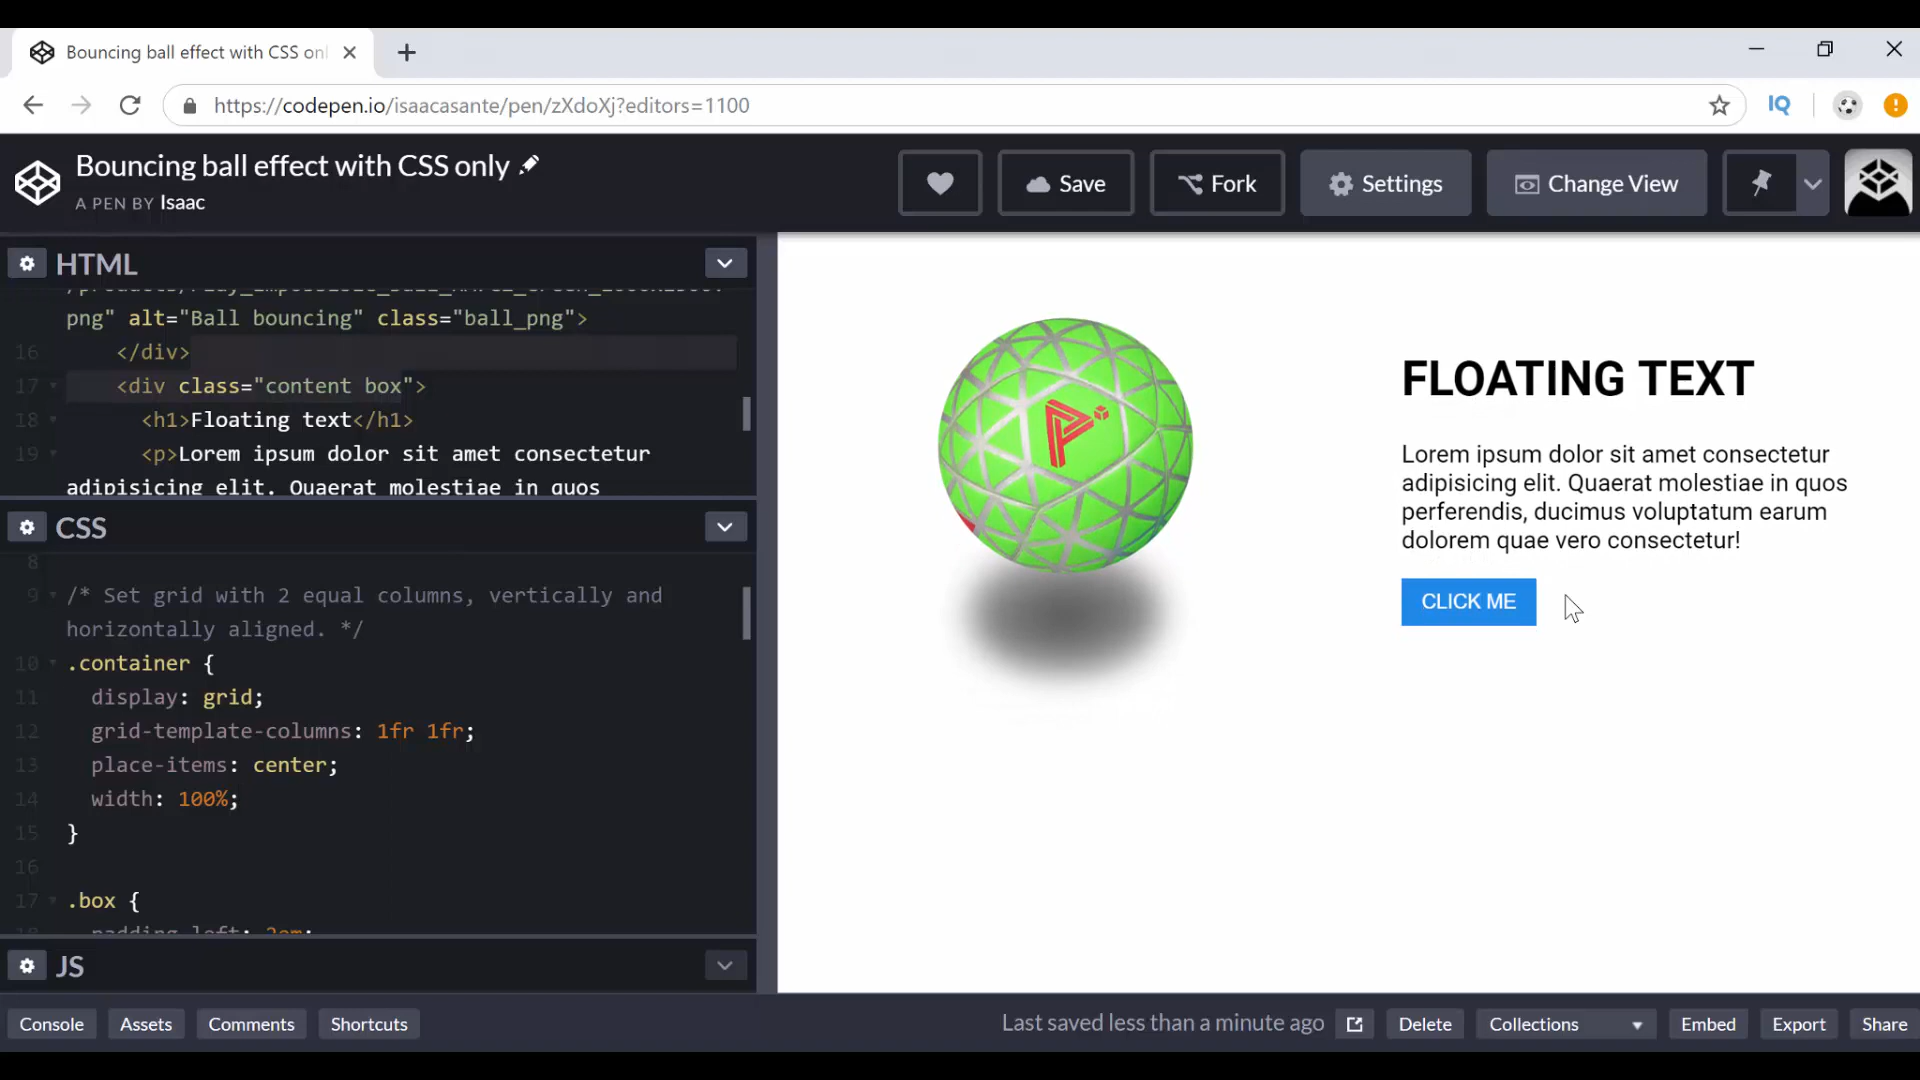 Bouncing ball effect with CSS onl
https://codepen.io/isaacasante/pen/zXdoXj?editors=1100
IQ
Bouncing ball effect with CSS only
A PEN BY Isaac
Save
Fork
Settings
Change View
HTML
png" alt="Ball bouncing" class="ball_png">
16 </div>
17 <div class="content box">
18 <h1>Floating text</h1>
19 <p>Lorem ipsum dolor sit amet consectetur
adipisicing elit. Quaerat molestiae in quos
CSS
8
9 /* Set grid with 2 equal columns, vertically and
horizontally aligned. */
10 .container {
11 display: grid;
12 grid-template-columns: 1fr 1fr;
13 place-items: center;
14 width: 100%;
15 }
16
17 .box {
18 padding-left: 2em;
JS
FLOATING TEXT
Lorem ipsum dolor sit amet consectetur
adipisicing elit. Quaerat molestiae in quos
perferendis, ducimus voluptatum earum
dolorem quae vero consectetur!
CLICK ME
Console
Assets
Comments
Shortcuts
Last saved less than a minute ago
Delete
Collections
Embed
Export
Share